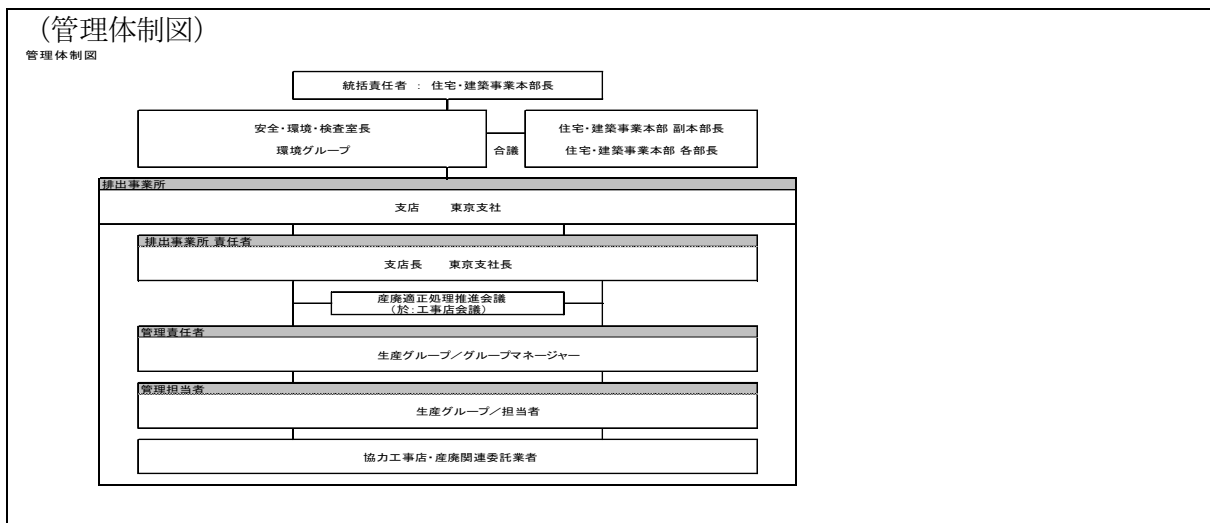 (管理体制図)
管理体制図
統括責任者 : 住宅・建築事業本部長
安全・環境・検査室長
環境グループ
合議
住宅・建築事業本部 副本部長
住宅・建築事業本部 各部長
排出事業所
支店 東京支社
排出事業所 責任者
支店長 東京支社長
産廃適正処理推進会議
(於:工事店会議)
管理責任者
生産グループ/グループマネージャー
管理担当者
生産グループ/担当者
協力工事店・産廃関連委託業者